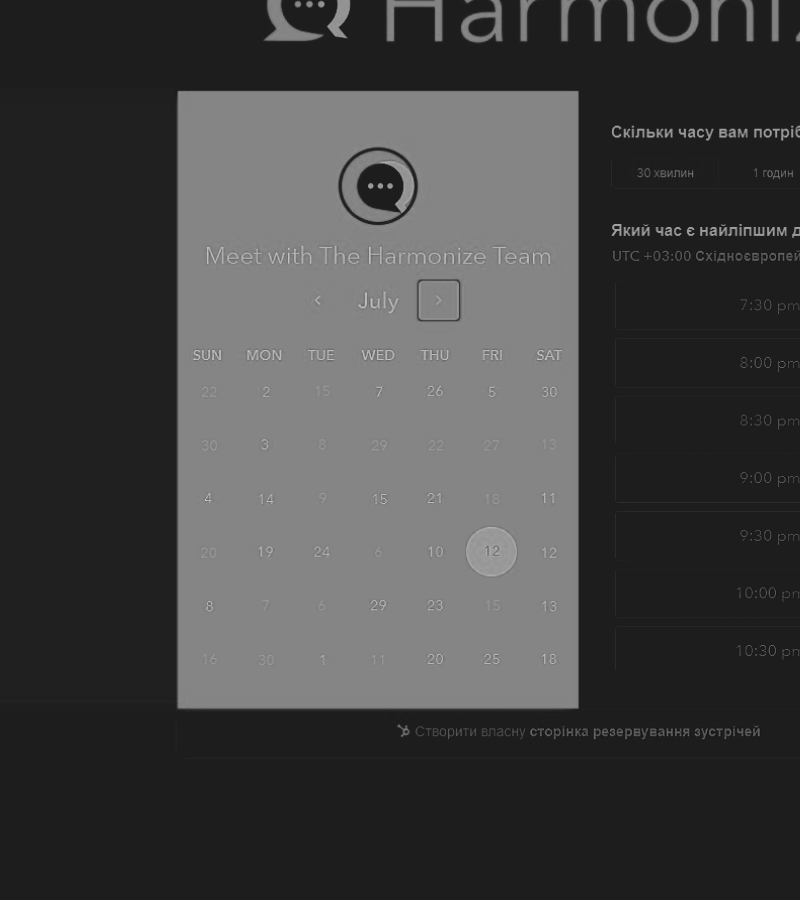 Harmoniz
Meet with The Harmonize Team
July
SUN MON TUE WED THU FRI SAT
22 2 15 7 26 5 30
30 3 8 29 22 27 13
4 14 9 15 21 18 11
20 19 24 6 10 12 12
8 7 6 29 23 15 13
16 30 1 11 20 25 18
Скільки часу вам потріб
30 хвилин 1 годин
Який час є найліпшим д
UTC +03:00 Східноєвропей
7:30 pm
8:00 pm
8:30 pm
9:00 pm
9:30 pm
10:00 pm
10:30 pm
Створити власну сторінка резервування зустрічей